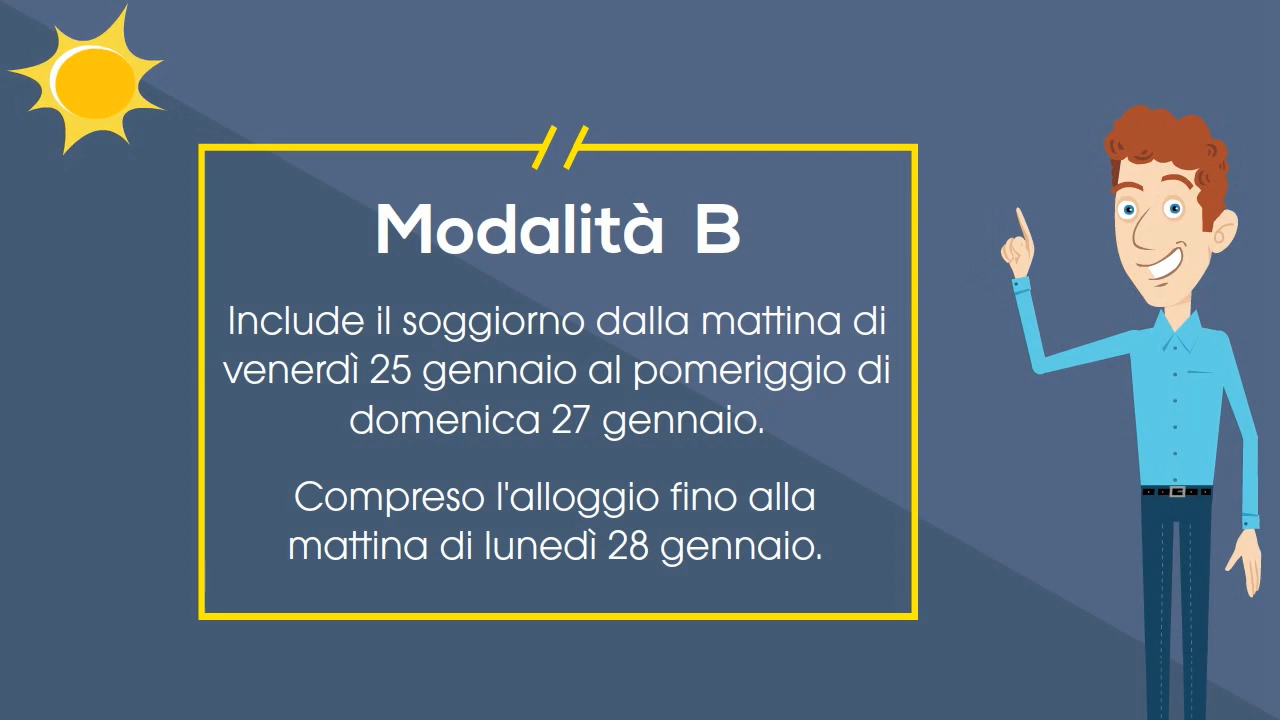 Modalità B
Include il soggiorno dalla mattina di
venerdì 25 gennaio al pomeriggio di
domenica 27 gennaio.
Compreso l'alloggio fino alla
mattina di lunedì 28 gennaio.